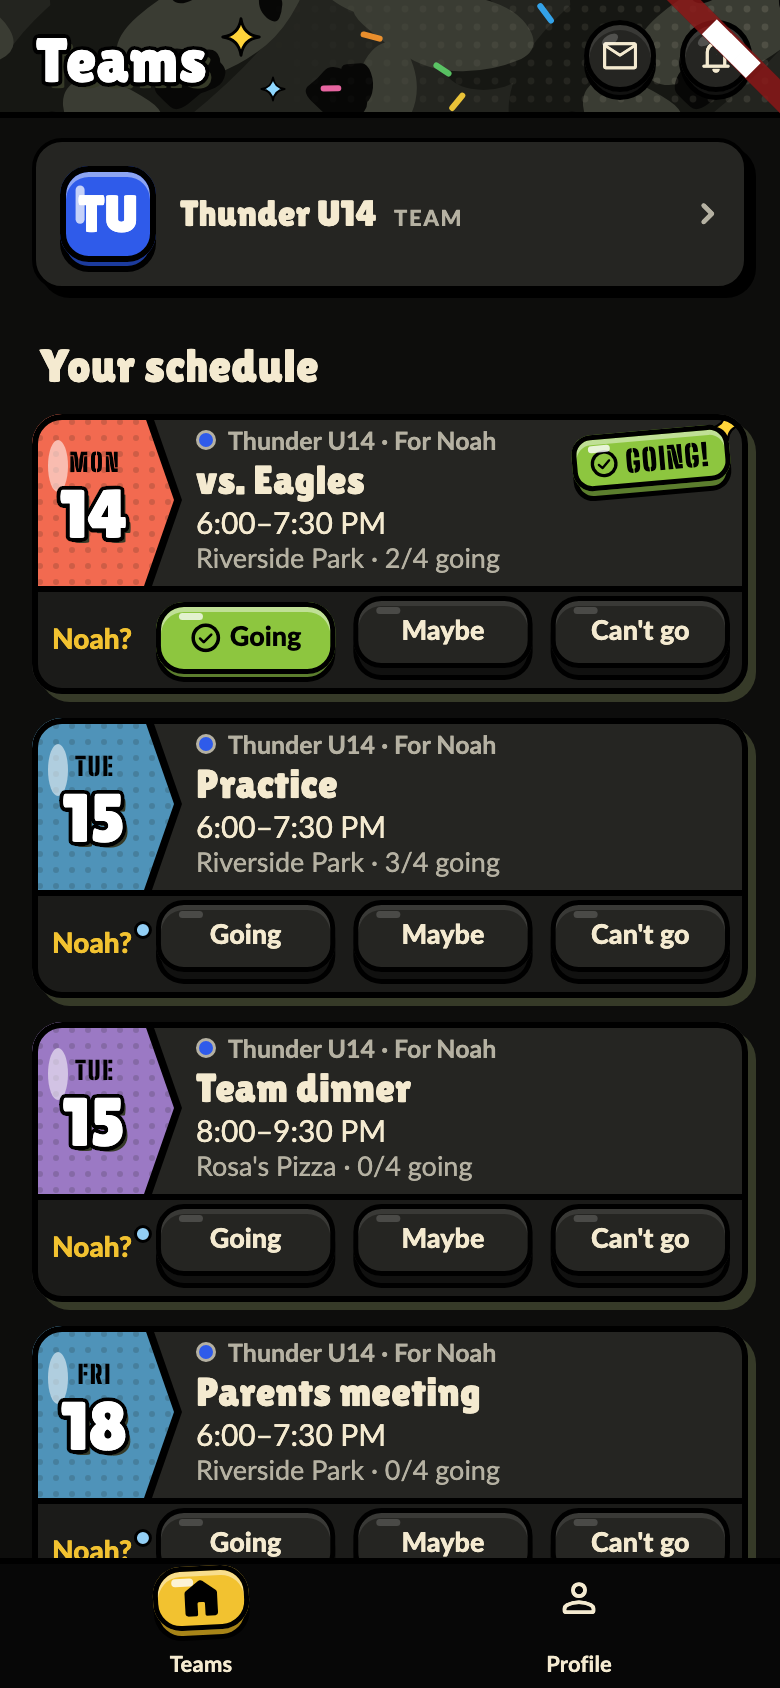 Teams
TU
Thunder U14 TEAM
Your schedule
MON
14
Thunder U14 · For Noah
vs. Eagles
6:00–7:30 PM
Riverside Park · 2/4 going
GOING!
Noah?
Going
Maybe
Can't go
TUE
15
Thunder U14 · For Noah
Practice
6:00–7:30 PM
Riverside Park · 3/4 going
Noah?
Going
Maybe
Can't go
TUE
15
Thunder U14 · For Noah
Team dinner
8:00–9:30 PM
Rosa's Pizza · 0/4 going
Noah?
Going
Maybe
Can't go
FRI
18
Thunder U14 · For Noah
Parents meeting
6:00–7:30 PM
Riverside Park · 0/4 going
Noah?
Going
Maybe
Can't go
Teams
Profile